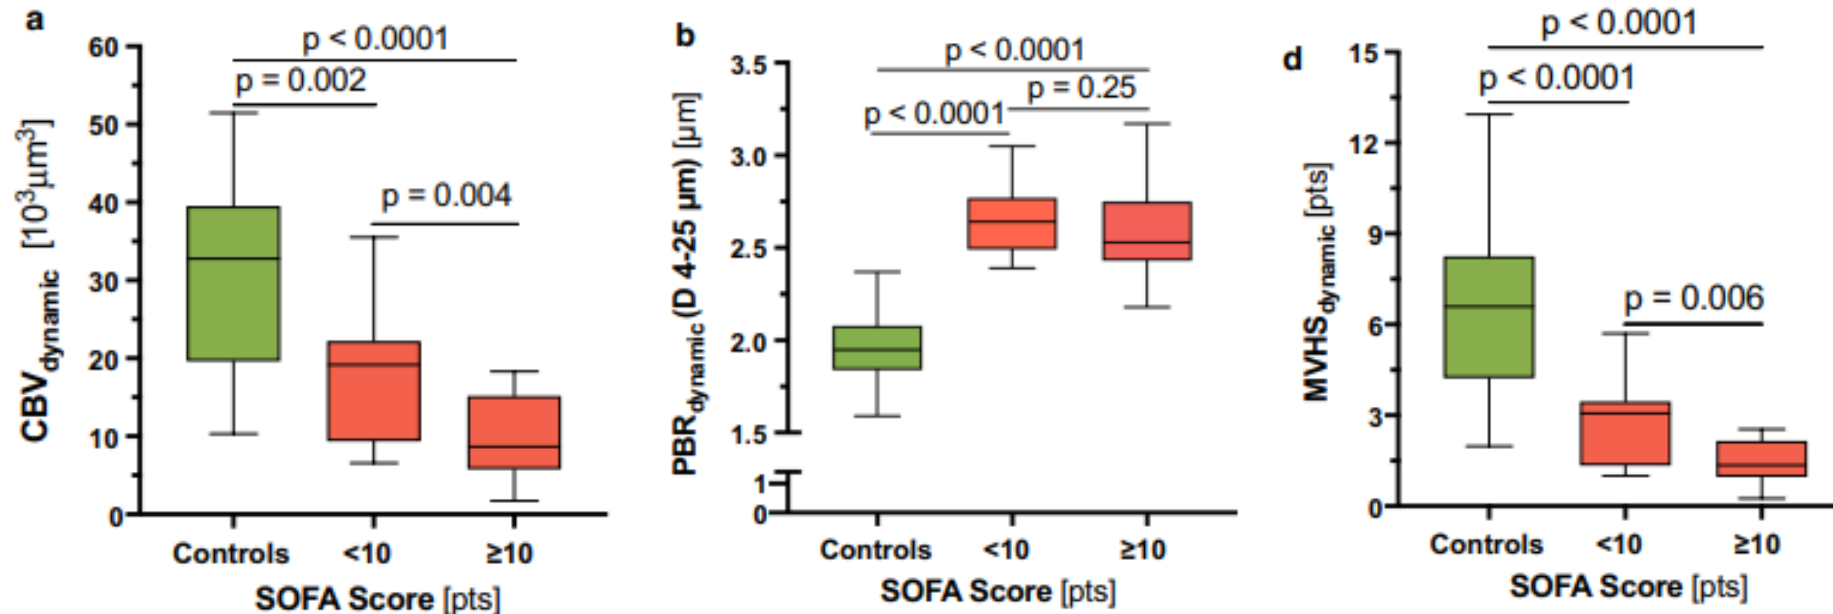 a
CBVdynamic [10³µm³]
60
50
40
30
20
10
0
p < 0.0001
p = 0.002
p = 0.004
Controls
<10
≥10
SOFA Score [pts]
b
PBRdynamic (D 4-25 µm) [µm]
3.5
3.0
2.5
2.0
1.5
1
0
p < 0.0001
p = 0.25
p < 0.0001
Controls
<10
≥10
SOFA Score [pts]
d
MVHSdynamic [pts]
15
12
9
6
3
0
p < 0.0001
p < 0.0001
p = 0.006
Controls
<10
≥10
SOFA Score [pts]